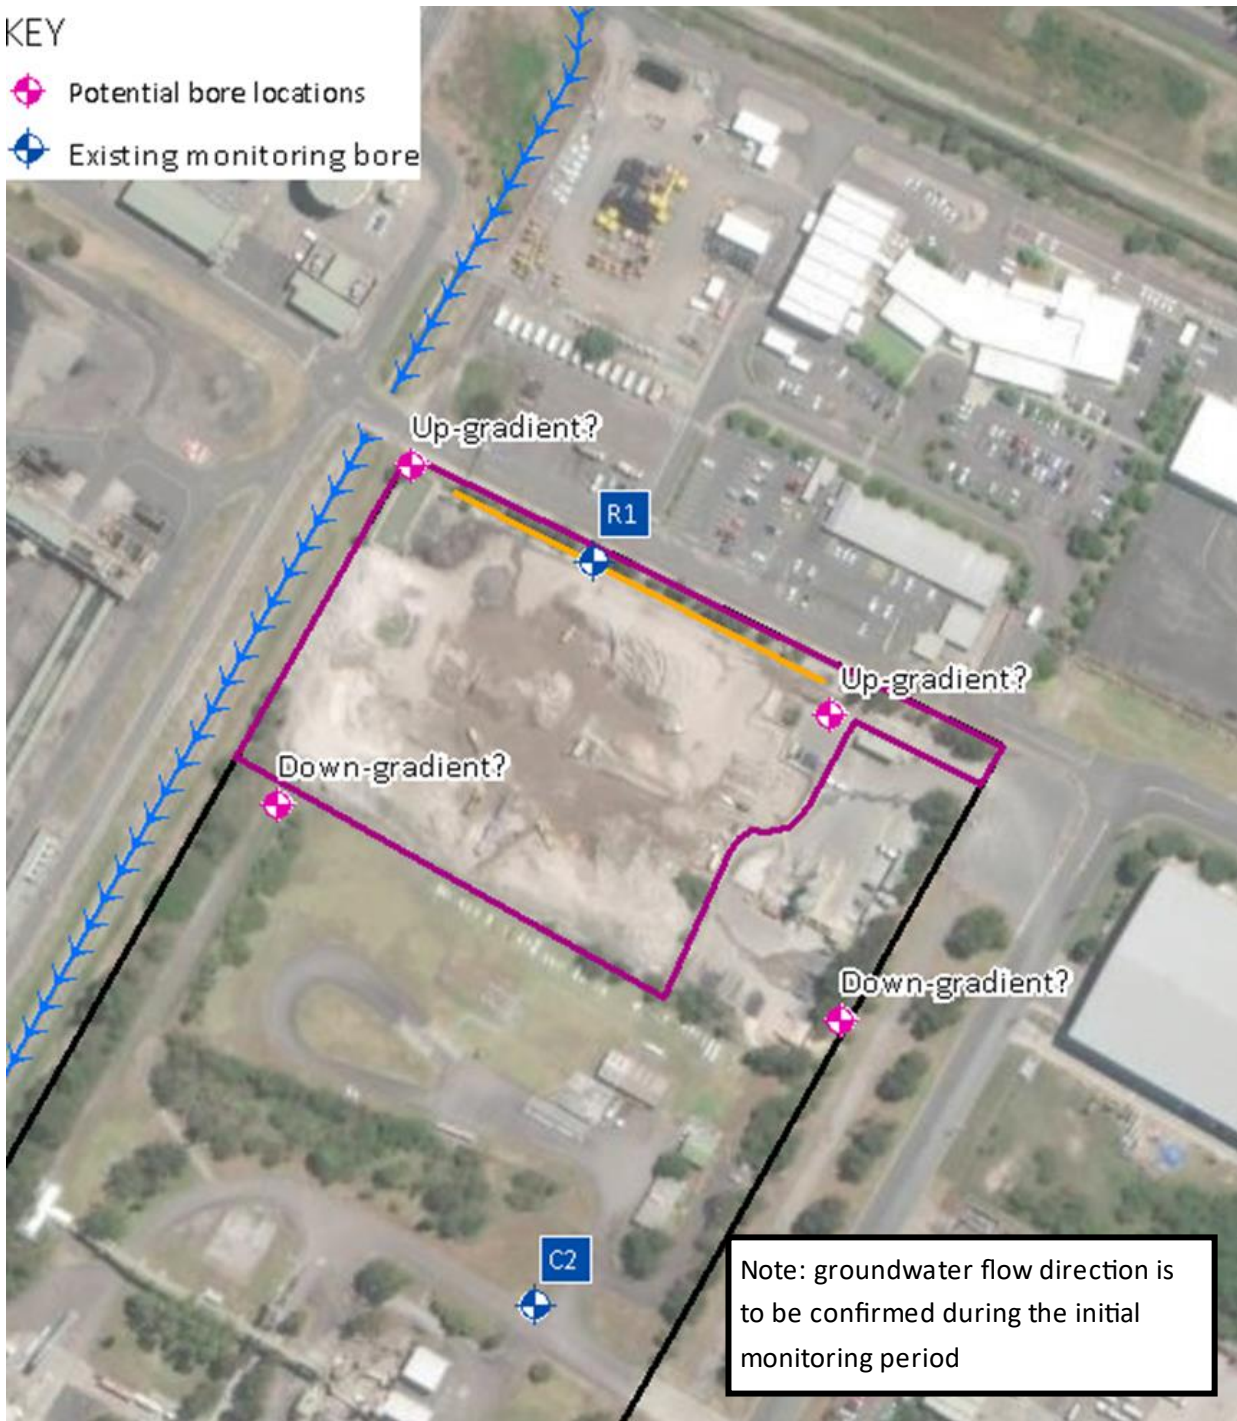 KEY
Potential bore locations
Existing monitoring bore
Up-gradient?
R1
Up-gradient?
Down-gradient?
Down-gradient?
C2
Note: groundwater flow direction is
to be confirmed during the initial
monitoring period